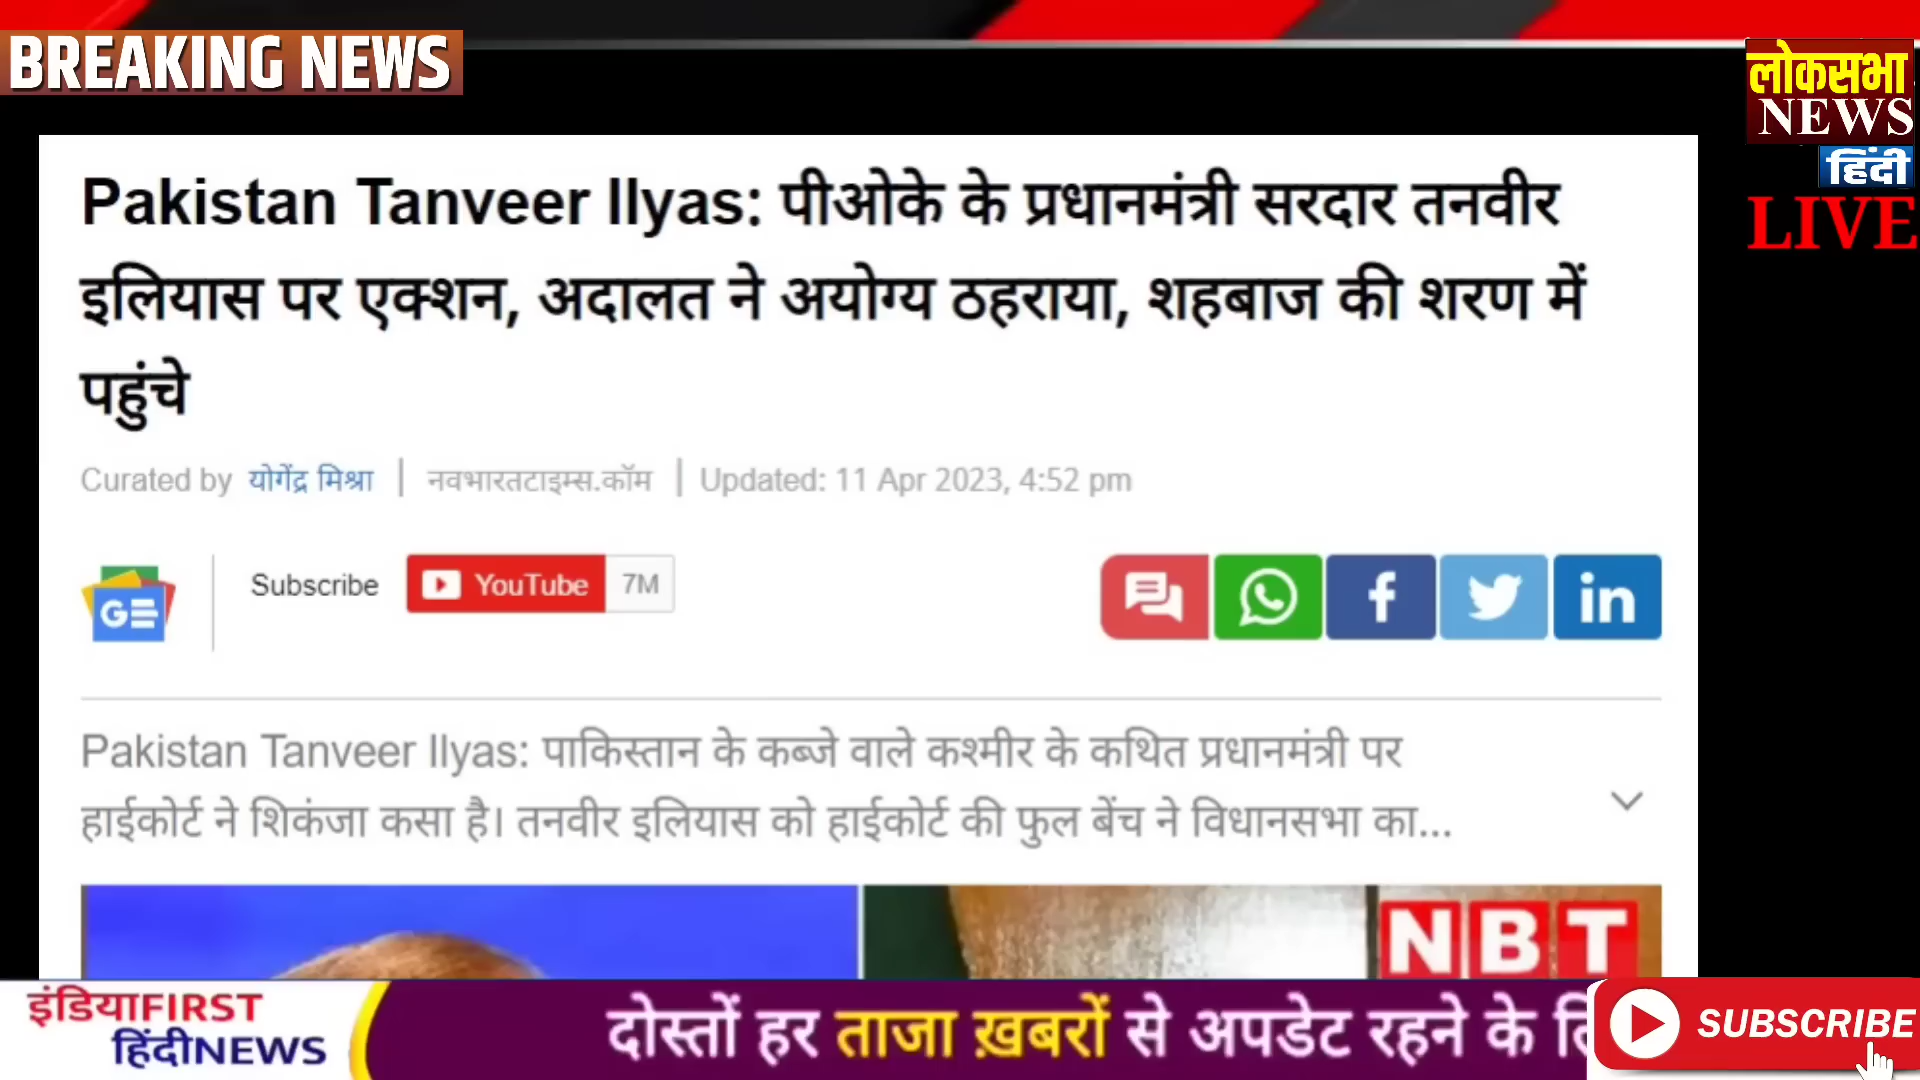 BREAKING NEWS
लोकसभा
NEWS
हिंदी
LIVE
Pakistan Tanveer Ilyas: पीओके के प्रधानमंत्री सरदार तनवीर
इलियास पर एक्शन, अदालत ने अयोग्य ठहराया, शहबाज की शरण में
पहुंचे
Curated by योगेंद्र मिश्रा | नवभारतटाइम्स.कॉम | Updated: 11 Apr 2023, 4:52 pm
GE
Subscribe YouTube 7M
f in
Pakistan Tanveer Ilyas: पाकिस्तान के कब्जे वाले कश्मीर के कथित प्रधानमंत्री पर
हाईकोर्ट ने शिकंजा कसा है। तनवीर इलियास को हाईकोर्ट की फुल बेंच ने विधानसभा का...
NBT
इंडियाFIRST
हिंदीNEWS
दोस्तों हर ताजा ख़बरों से अपडेट रहने के
SUBSCRIBE